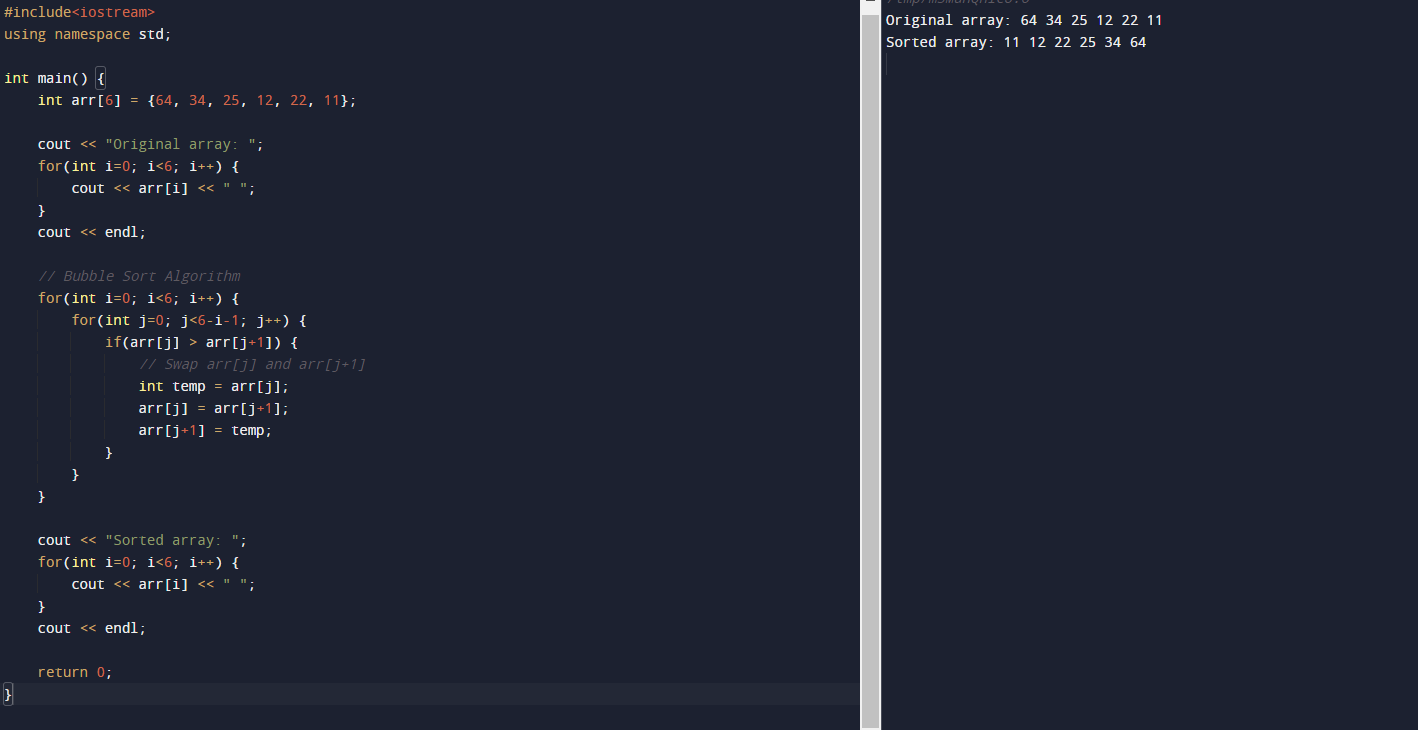 #include<iostream>
using namespace std;
int main() {
    int arr[6] = {64, 34, 25, 12, 22, 11};
    cout << "Original array: ";
    for(int i=0; i<6; i++) {
        cout << arr[i] << " ";
    }
    cout << endl;
    // Bubble Sort Algorithm
    for(int i=0; i<6; i++) {
        for(int j=0; j<6-i-1; j++) {
            if(arr[j] > arr[j+1]) {
                // Swap arr[j] and arr[j+1]
                int temp = arr[j];
                arr[j] = arr[j+1];
                arr[j+1] = temp;
            }
        }
    }
    cout << "Sorted array: ";
    for(int i=0; i<6; i++) {
        cout << arr[i] << " ";
    }
    cout << endl;
    return 0;
}
Original array: 64 34 25 12 22 11
Sorted array: 11 12 22 25 34 64